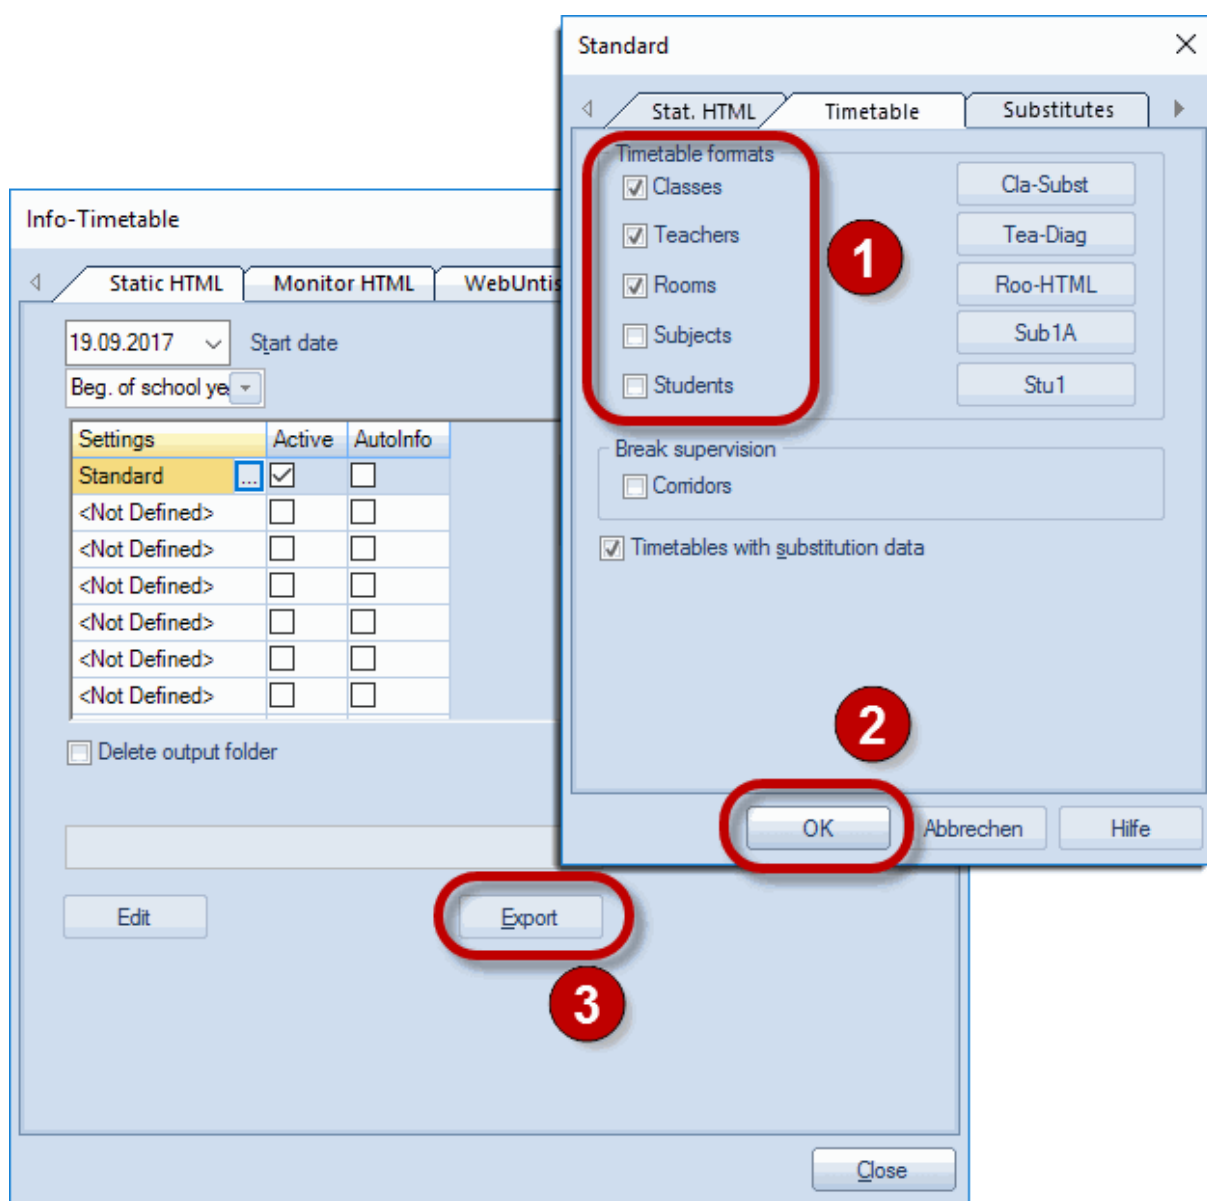 Standard
Stat. HTML Timetable Substitutes
Timetable formats
Classes Cla-Subst
Teachers Tea-Diag
Rooms Roo-HTML
Subjects Sub1A
Students Stu1
1
Break supervision
Corridors
Timetables with substitution data
2
OK Abbrechen Hilfe
Info-Timetable
Static HTML Monitor HTML WebUntis
19.09.2017 Start date
Beg. of school ye
Settings Active AutoInfo
Standard ...
<Not Defined>
<Not Defined>
<Not Defined>
<Not Defined>
<Not Defined>
<Not Defined>
Delete output folder
Edit Export
3
Close